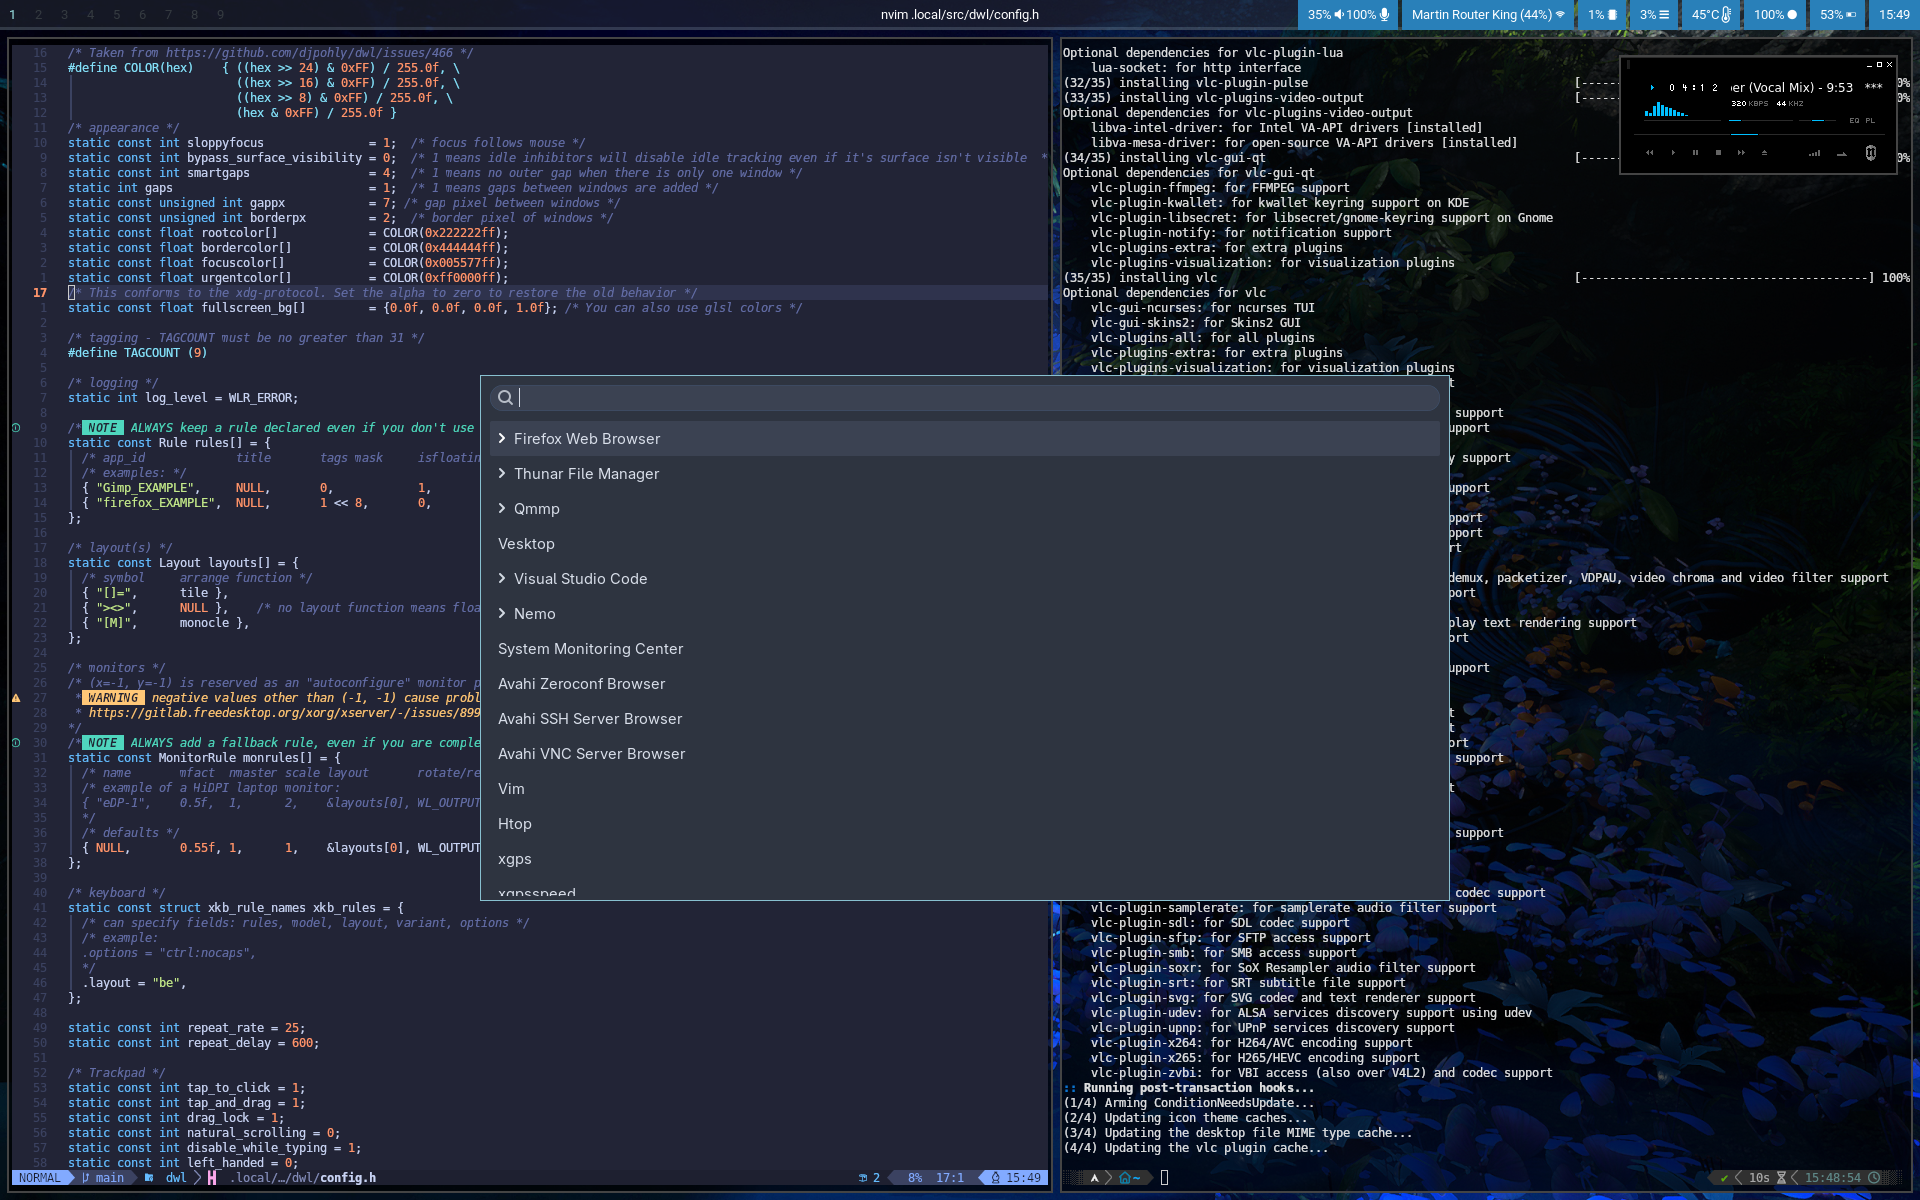 1 2 3 4 5 6 7 8 9
nvim .local/src/dwl/config.h
35% 100%
Martin Router King (44%)
1%
3%
45°C
100%
53%
15:49
16 /* Taken from https://github.com/djpohly/dwl/issues/466 */
15 #define COLOR(hex)    { ((hex >> 24) & 0xFF) / 255.0f, \
14 ((hex >> 16) & 0xFF) / 255.0f, \
13 ((hex >> 8) & 0xFF) / 255.0f, \
12 (hex & 0xFF) / 255.0f }
11 /* appearance */
10 static const int sloppyfocus = 1;  /* focus follows mouse */
9 static const int bypass_surface_visibility = 0;  /* 1 means idle inhibitors will disable idle tracking even if it's surface isn't visible  *
8 static const int smartgaps = 4;  /* 1 means no outer gap when there is only one window */
7 static int gaps = 1;  /* 1 means gaps between windows are added */
6 static const unsigned int gappx = 7; /* gap pixel between windows */
5 static const unsigned int borderpx = 2;  /* border pixel of windows */
4 static const float rootcolor[] = COLOR(0x222222ff);
3 static const float bordercolor[] = COLOR(0x444444ff);
2 static const float focuscolor[] = COLOR(0x005577ff);
1 static const float urgentcolor[] = COLOR(0xff0000ff);
17 /* This conforms to the xdg-protocol. Set the alpha to zero to restore the old behavior */
1 static const float fullscreen_bg[] = {0.0f, 0.0f, 0.0f, 1.0f}; /* You can also use glsl colors */
2
3 /* tagging - TAGCOUNT must be no greater than 31 */
4 #define TAGCOUNT (9)
5
6 /* logging */
7 static int log_level = WLR_ERROR;
8
9 /* NOTE  ALWAYS keep a rule declared even if you don't use
10 static const Rule rules[] = {
11 /* app_id title tags mask isfloatin
12 /* examples: */
13 { "Gimp_EXAMPLE", NULL, 0, 1,
14 { "firefox_EXAMPLE", NULL, 1 << 8, 0,
15 };
16
17 /* layout(s) */
18 static const Layout layouts[] = {
19 /* symbol     arrange function */
20 { "[]=",      tile },
21 { "><>",      NULL },    /* no layout function means floa
22 { "[M]",      monocle },
23 };
24
25 /* monitors */
26 /* (x=-1, y=-1) is reserved as an "autoconfigure" monitor p
27 * WARNING  negative values other than (-1, -1) cause probl
28 * https://gitlab.freedesktop.org/xorg/xserver/-/issues/899
29 */
30 /* NOTE  ALWAYS add a fallback rule, even if you are comple
31 static const MonitorRule monrules[] = {
32 /* name       mfact  nmaster scale layout       rotate/re
33 /* example of a HiDPI laptop monitor:
34 { "eDP-1",    0.5f,  1,      2,    &layouts[0], WL_OUTPUT
35 */
36 /* defaults */
37 { NULL,       0.55f, 1,      1,    &layouts[0], WL_OUTPUT
38 };
39
40 /* keyboard */
41 static const struct xkb_rule_names xkb_rules = {
42 /* can specify fields: rules, model, layout, variant, options */
43 /* example:
44 .options = "ctrl:nocaps",
45 */
46 .layout = "be",
47 };
48
49 static const int repeat_rate = 25;
50 static const int repeat_delay = 600;
51
52 /* Trackpad */
53 static const int tap_to_click = 1;
54 static const int tap_and_drag = 1;
55 static const int drag_lock = 1;
56 static const int natural_scrolling = 0;
57 static const int disable_while_typing = 1;
58 static const int left_handed = 0;
NORMAL main dwl .local/…/dwl/config.h 2 8% 17:1 15:49
Firefox Web Browser
Thunar File Manager
Qmmp
Vesktop
Visual Studio Code
Nemo
System Monitoring Center
Avahi Zeroconf Browser
Avahi SSH Server Browser
Avahi VNC Server Browser
Vim
Htop
xgps
xgpsspeed
Optional dependencies for vlc-plugin-lua
lua-socket: for http interface
(32/35) installing vlc-plugin-pulse [----- 0%
(33/35) installing vlc-plugins-video-output [----- 0%
Optional dependencies for vlc-plugins-video-output
libva-intel-driver: for Intel VA-API drivers [installed]
libva-mesa-driver: for open-source VA-API drivers [installed]
(34/35) installing vlc-gui-qt [----- 0%
Optional dependencies for vlc-gui-qt
vlc-plugin-ffmpeg: for FFMPEG support
vlc-plugin-kwallet: for kwallet keyring support on KDE
vlc-plugin-libsecret: for libsecret/gnome-keyring support on Gnome
vlc-plugin-notify: for notification support
vlc-plugins-extra: for extra plugins
vlc-plugins-visualization: for visualization plugins
(35/35) installing vlc [-----------------------------------------] 100%
Optional dependencies for vlc
vlc-gui-ncurses: for ncurses TUI
vlc-gui-skins2: for Skins2 GUI
vlc-plugins-all: for all plugins
vlc-plugins-extra: for extra plugins
vlc-plugins-visualization: for visualization plugins
t
support
upport
y support
upport
pport
pport
rt
demux, packetizer, VDPAU, video chroma and video filter support
port
play text rendering support
ort
upport
t
t
ort
support
t
support
codec support
vlc-plugin-samplerate: for samplerate audio filter support
vlc-plugin-sdl: for SDL codec support
vlc-plugin-sftp: for SFTP access support
vlc-plugin-smb: for SMB access support
vlc-plugin-soxr: for SoX Resampler audio filter support
vlc-plugin-srt: for SRT subtitle file support
vlc-plugin-svg: for SVG codec and text renderer support
vlc-plugin-udev: for ALSA services discovery support using udev
vlc-plugin-upnp: for UPnP services discovery support
vlc-plugin-x264: for H264/AVC encoding support
vlc-plugin-x265: for H265/HEVC encoding support
vlc-plugin-zvbi: for VBI access (also over V4L2) and codec support
:: Running post-transaction hooks...
(1/4) Arming ConditionNeedsUpdate...
(2/4) Updating icon theme caches...
(3/4) Updating the desktop file MIME type cache...
(4/4) Updating the vlc plugin cache...
~ ✓ 10s 15:48:54
04:12 er (Vocal Mix) - 9:53 ***
320 KBPS 44 KHZ
EQ PL